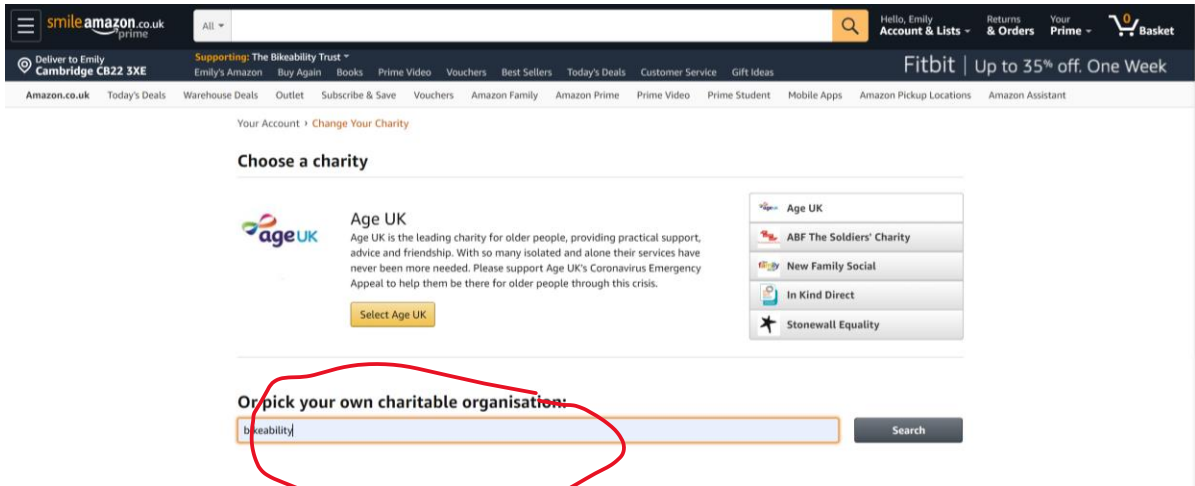 smile amazon.co.uk
prime
All
Hello, Emily
Account & Lists
Returns
& Orders
Your
Prime
0
Basket
Deliver to Emily
Cambridge CB22 3XE
Supporting: The Bikeability Trust
Emily's Amazon Buy Again Books Prime Video Vouchers Best Sellers Today's Deals Customer Service Gift Ideas
Fitbit | Up to 35% off. One Week
Amazon.co.uk Today's Deals Warehouse Deals Outlet Subscribe & Save Vouchers Amazon Family Amazon Prime Prime Video Prime Student Mobile Apps Amazon Pickup Locations Amazon Assistant
Your Account › Change Your Charity
Choose a charity
age UK
Age UK
Age UK is the leading charity for older people, providing practical support,
advice and friendship. With so many isolated and alone their services have
never been more needed. Please support Age UK's Coronavirus Emergency
Appeal to help them be there for older people through this crisis.
Select Age UK
Age UK
ABF The Soldiers' Charity
New Family Social
In Kind Direct
Stonewall Equality
Or pick your own charitable organisation:
bikeability
Search